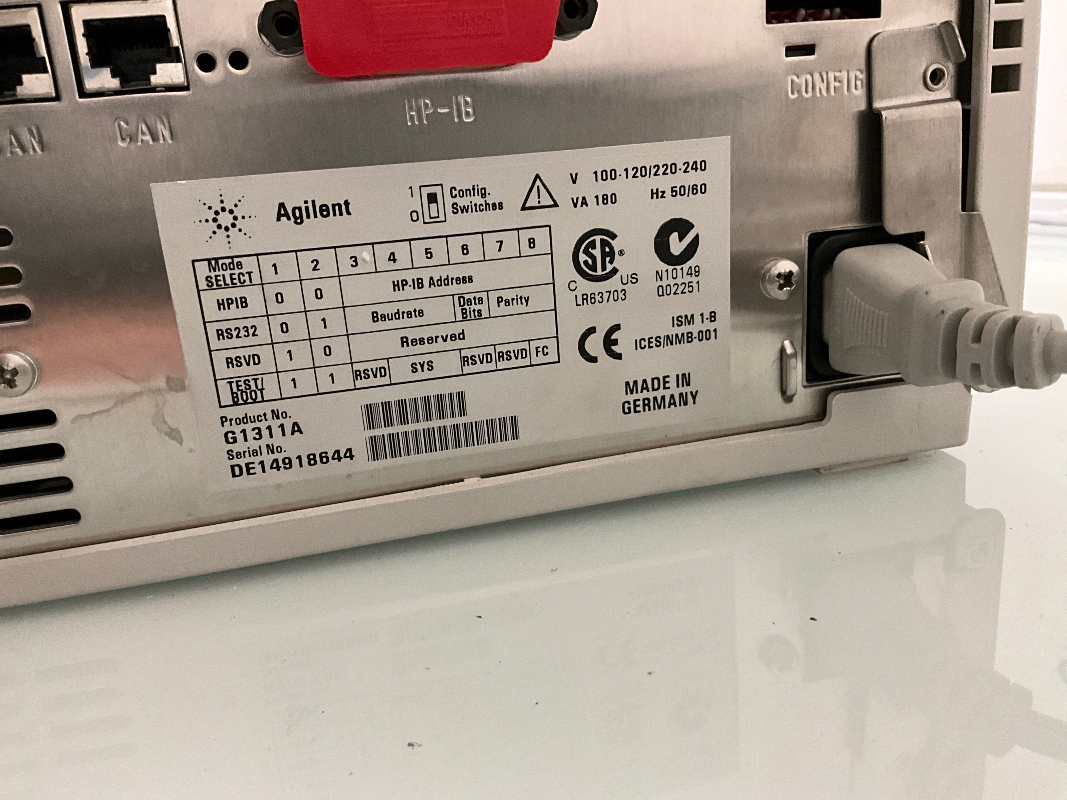 CAN
HP-IB
CONFIG
Agilent
1
0
Config.
Switches
V 100-120/220-240
VA 180 Hz 50/60
Mode
SELECT 1 2 3 4 5 6 7 8
HPIB 0 0 HP-IB Address
RS232 0 1 Baudrate Data Bits Parity
RSVD 1 0 Reserved
TEST/
BOOT 1 1 RSVD SYS RSVD RSVD FC
SA ®
C US
LR63703
N10149
Q02251
CE
ISM 1-B
ICES/NMB-001
Product No.
G1311A
Serial No.
DE14918644
MADE IN
GERMANY